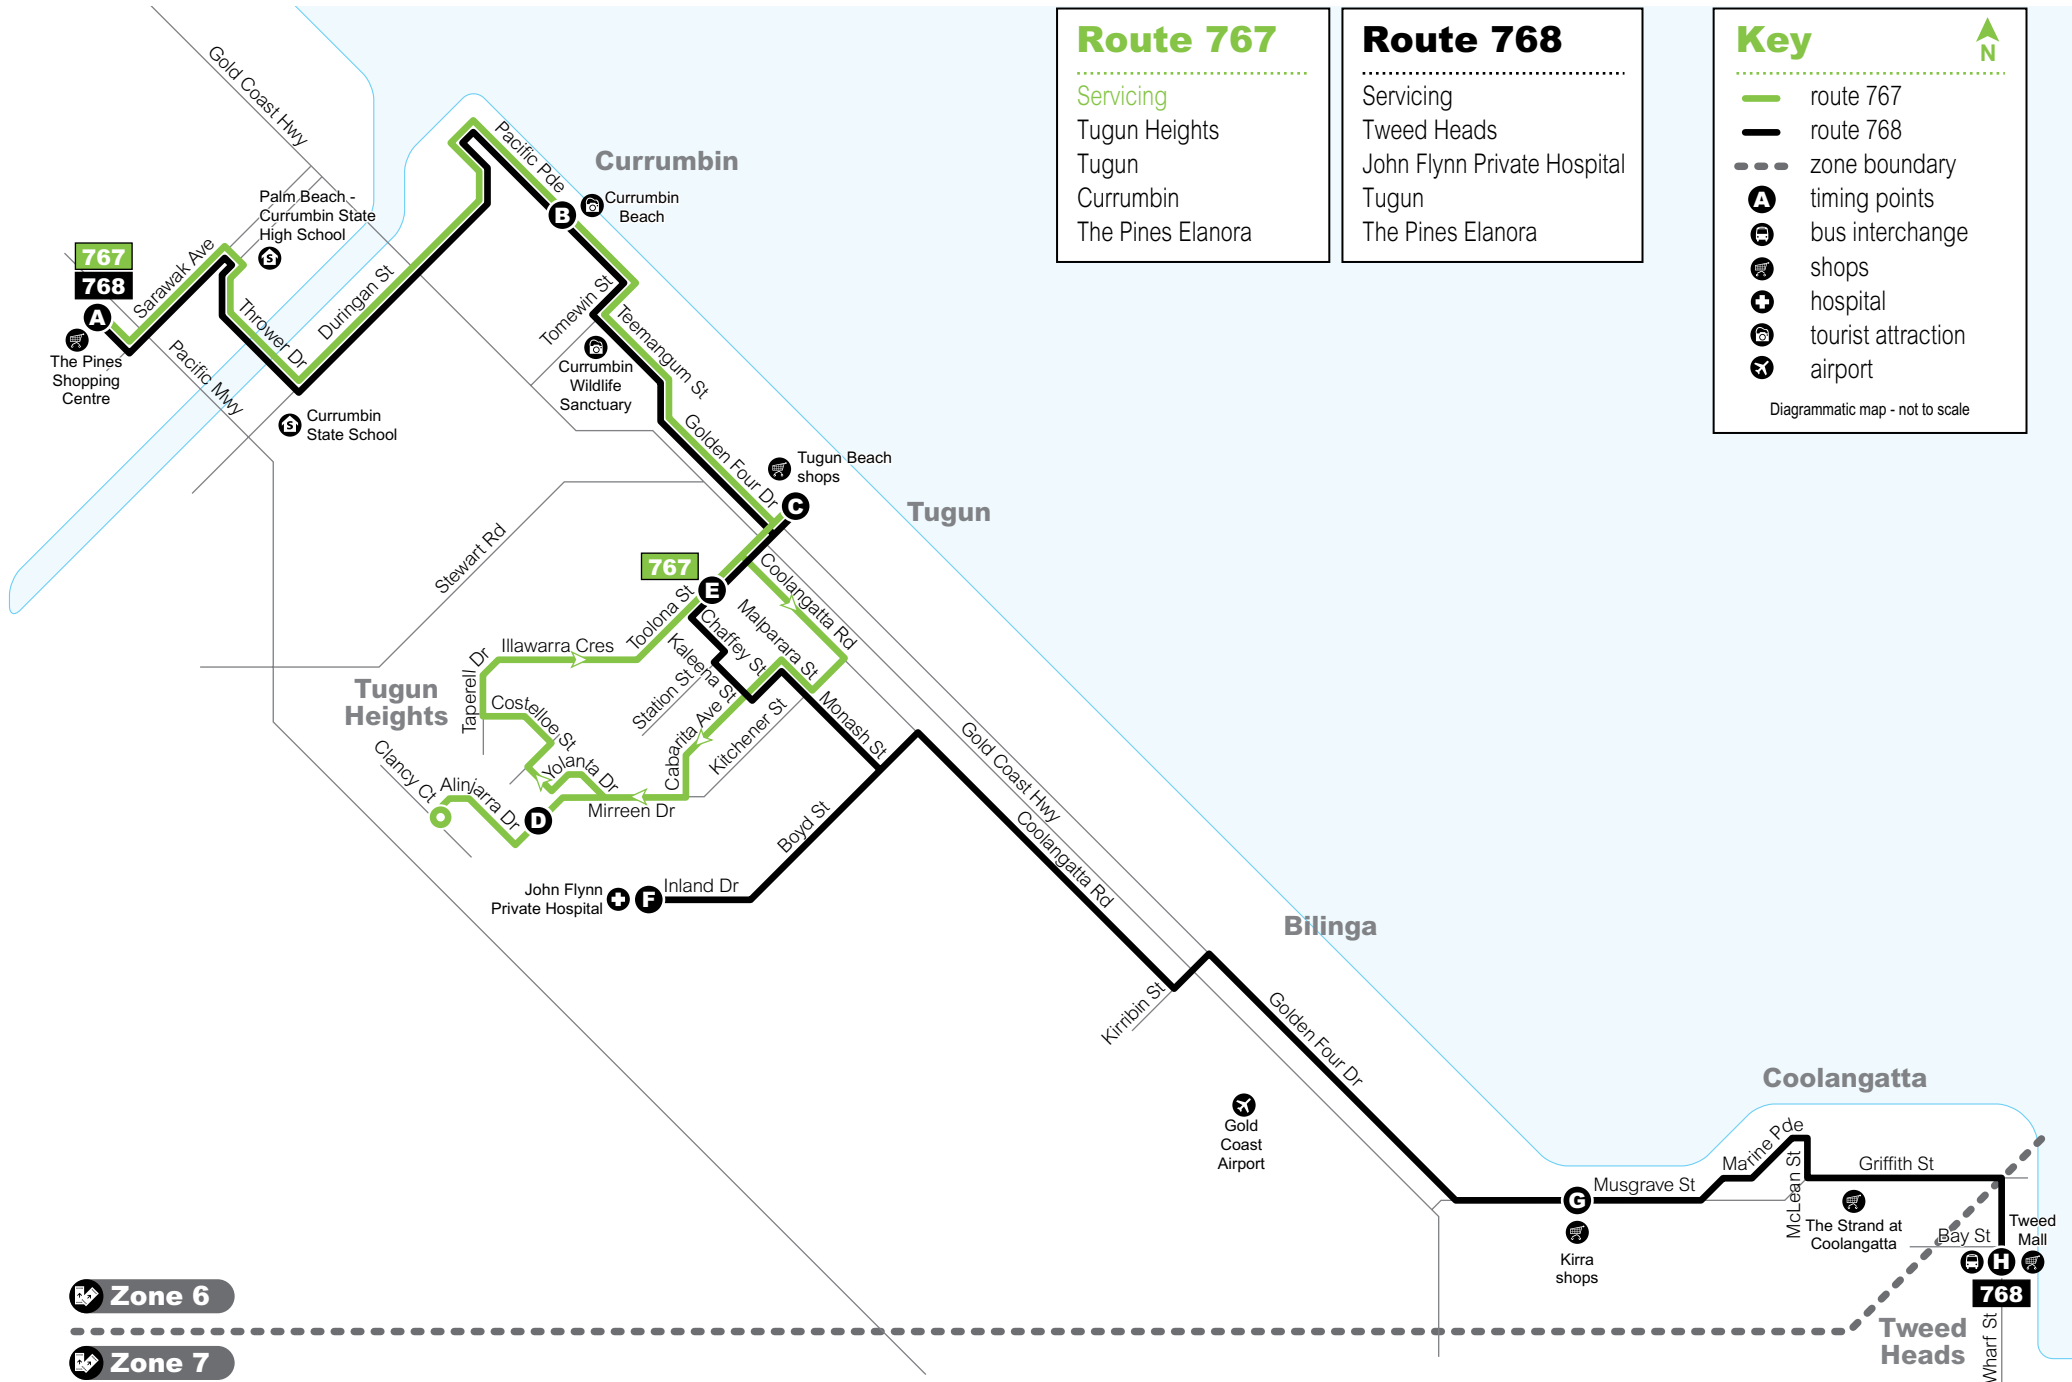 Route 767
Servicing
Tugun Heights
Tugun
Currumbin
The Pines Elanora
Route 768
Servicing
Tweed Heads
John Flynn Private Hospital
Tugun
The Pines Elanora
Key
N
route 767
route 768
zone boundary
A
timing points
bus interchange
shops
hospital
tourist attraction
airport
Diagrammatic map - not to scale
Gold Coast Hwy
Pacific Pde
Currumbin
B
Currumbin
Beach
Palm Beach -
Currumbin State
High School
S
767
768
A
Sarawak Ave
The Pines
Shopping
Centre
Pacific Mwy
Thrower Dr
Duringan St
S
Currumbin
State School
Tomewin St
Teemangum St
Currumbin
Wildlife
Sanctuary
Golden Four Dr
Tugun Beach
shops
C
Tugun
Stewart Rd
767
E
Coolangatta Rd
Toolona St
Malparara St
Chaffey St
Kaleena St
Station St
Illawarra Cres
Taperell Dr
Tugun
Heights
Costelloe St
Cabarita Ave
Kitchener St
Monash St
Clancy Ct
Alinjarra Dr
Yolanta Dr
Mirreen Dr
D
Boyd St
Inland Dr
F
John Flynn
Private Hospital
Gold Coast Hwy
Coolangatta Rd
Bilinga
Kirribin St
Golden Four Dr
Gold
Coast
Airport
Coolangatta
Marine Pde
McLean St
Griffith St
G
Musgrave St
Kirra
shops
The Strand at
Coolangatta
Bay St
Tweed
Mall
H
768
Tweed
Heads
Wharf St
Zone 6
Zone 7